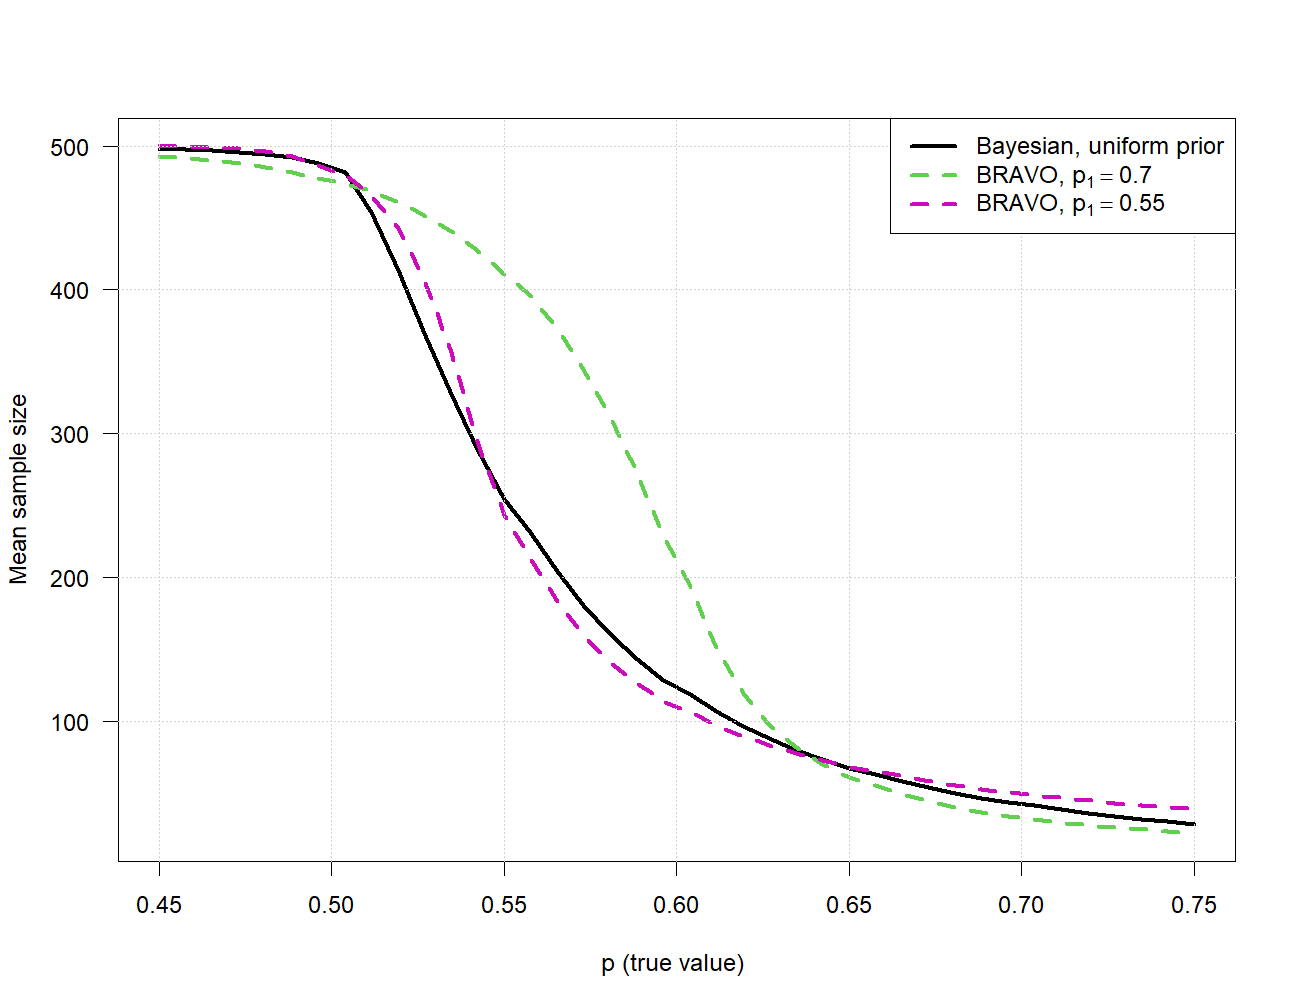 Bayesian, uniform prior
BRAVO, p₁ = 0.7
BRAVO, p₁ = 0.55
500
400
300
200
100
Mean sample size
0.45 0.50 0.55 0.60 0.65 0.70 0.75
p (true value)